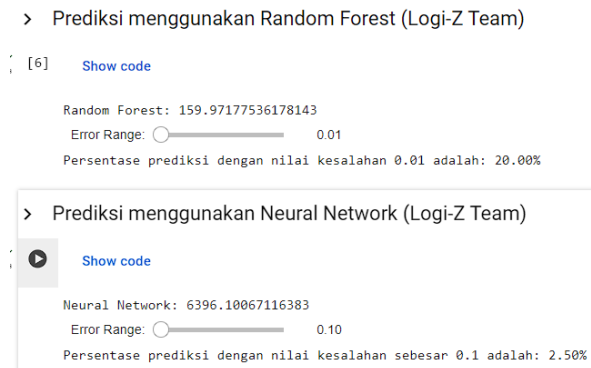 Prediksi menggunakan Random Forest (Logi-Z Team)
[6] Show code
Random Forest: 159.97177536178143
Error Range: 0.01
Persentase prediksi dengan nilai kesalahan 0.01 adalah: 20.00%
Prediksi menggunakan Neural Network (Logi-Z Team)
Show code
Neural Network: 6396.10067116383
Error Range: 0.10
Persentase prediksi dengan nilai kesalahan sebesar 0.1 adalah: 2.50%